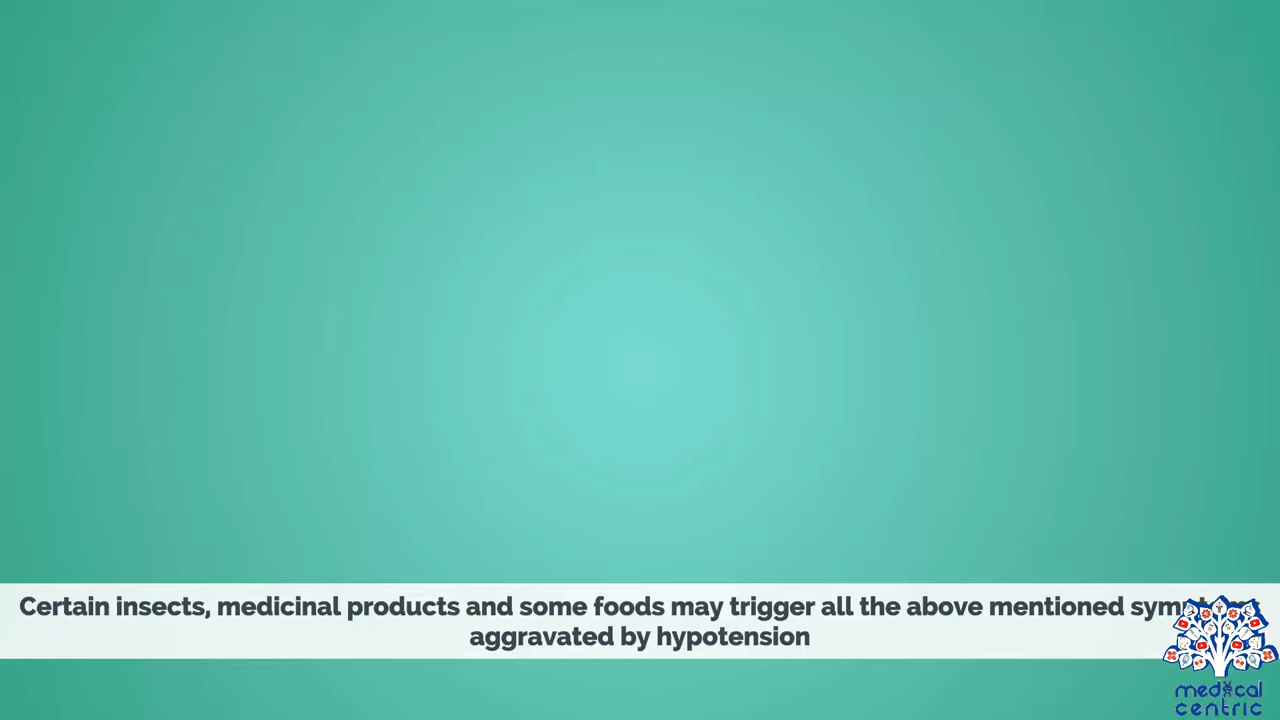 Certain insects, medicinal products and some foods may trigger all the above mentioned
aggravated by hypotension
medical
centric